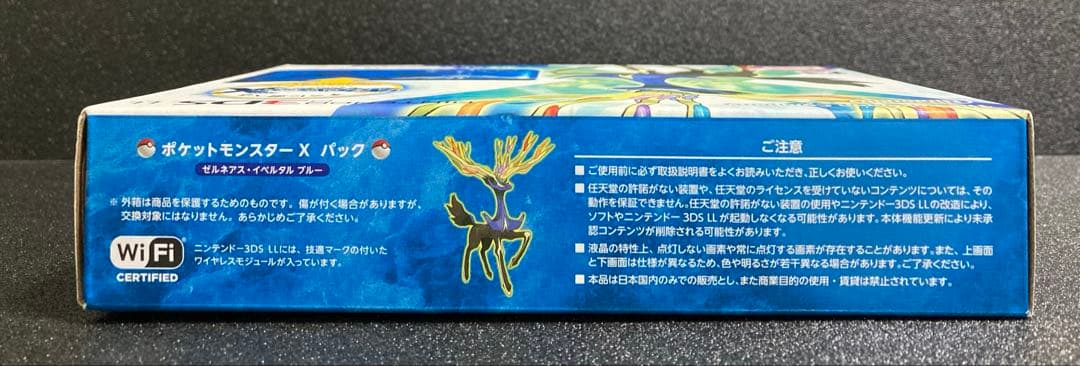 ポケットモンスター X パック
ゼルネアス・イベルタル ブルー
※ 外箱は商品を保護するためのものです。傷が付く場合がありますが、
交換対象にはなりません。あらかじめご了承ください。
Wi Fi
CERTIFIED
ニンテンドー3DS LLには、技適マークの付いた
ワイヤレスモジュールが入っています。
ご注意
■ ご使用前に必ず取扱説明書をよくお読みいただき、正しくお使いください。
■ 任天堂の許諾がない装置や、任天堂のライセンスを受けていないコンテンツについては、その
動作を保証できません。任天堂の許諾がない装置の使用やニンテンドー3DS LLの改造により、
ソフトやニンテンドー 3DS LL が起動しなくなる可能性があります。本体機能更新により未承
認コンテンツが削除される可能性があります。
■ 液晶の特性上、点灯しない画素や常に点灯する画素が存在することがあります。また、上画面
と下画面は仕様が異なるため、色や明るさが若干異なる場合があります。ご了承ください。
■ 本品は日本国内のみでの販売とし、また商業目的の使用・賃貸は禁止されています。